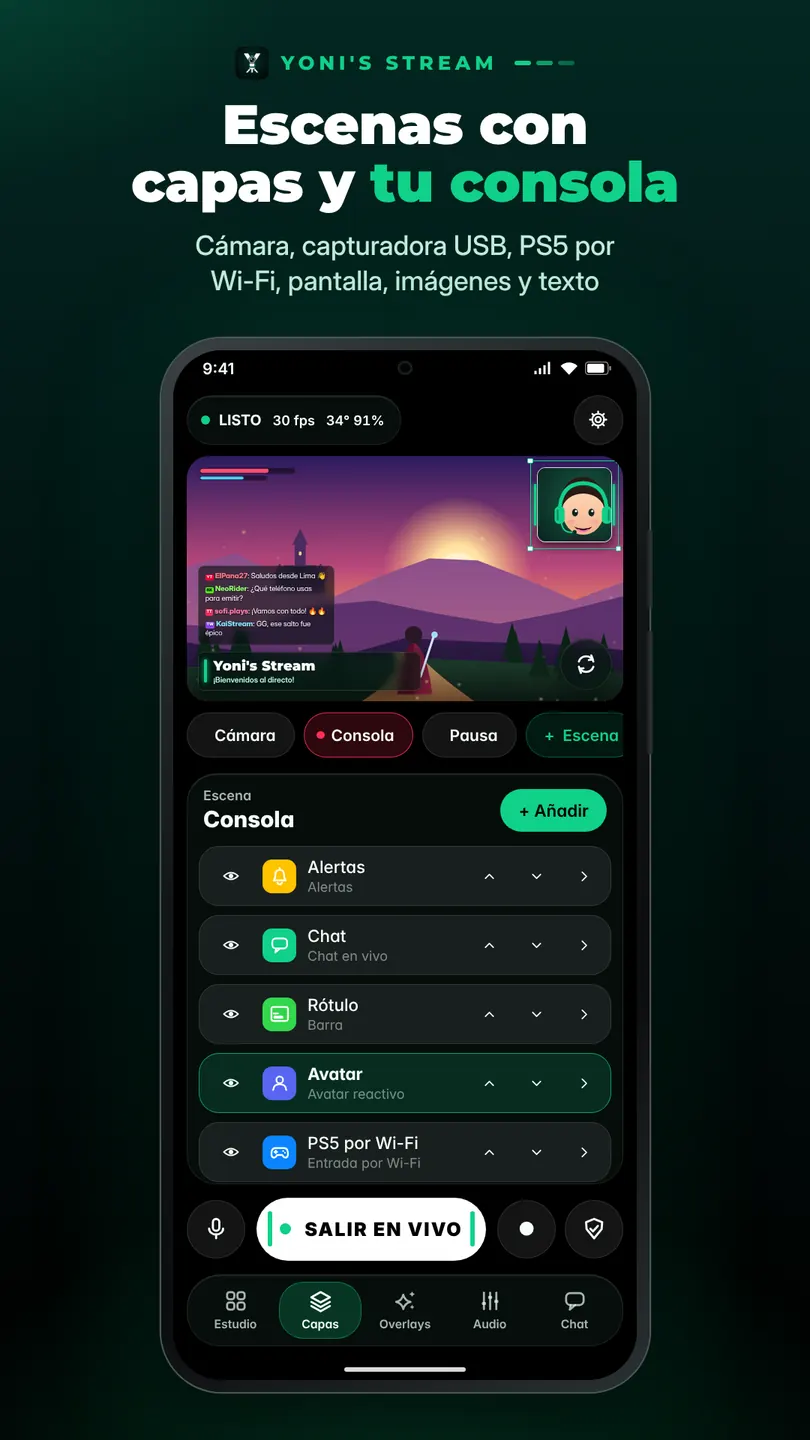 YONI'S STREAM
Escenas con
capas y tu consola
Cámara, capturadora USB, PS5 por
Wi-Fi, pantalla, imágenes y texto
9:41
LISTO 30 fps 34° 91%
ElPana27: Saludos desde Lima 👋
NeoRider: ¿Qué teléfono usas
para emitir?
sofi.plays: ¡Vamos con todo! 🔥🔥
KaiStream: GG, ese salto fue
épico
Yoni's Stream
¡Bienvenidos al directo!
Cámara
Consola
Pausa
+ Escena
Escena
Consola
+ Añadir
Alertas
Alertas
Chat
Chat en vivo
Rótulo
Barra
Avatar
Avatar reactivo
PS5 por Wi-Fi
Entrada por Wi-Fi
SALIR EN VIVO
Estudio
Capas
Overlays
Audio
Chat